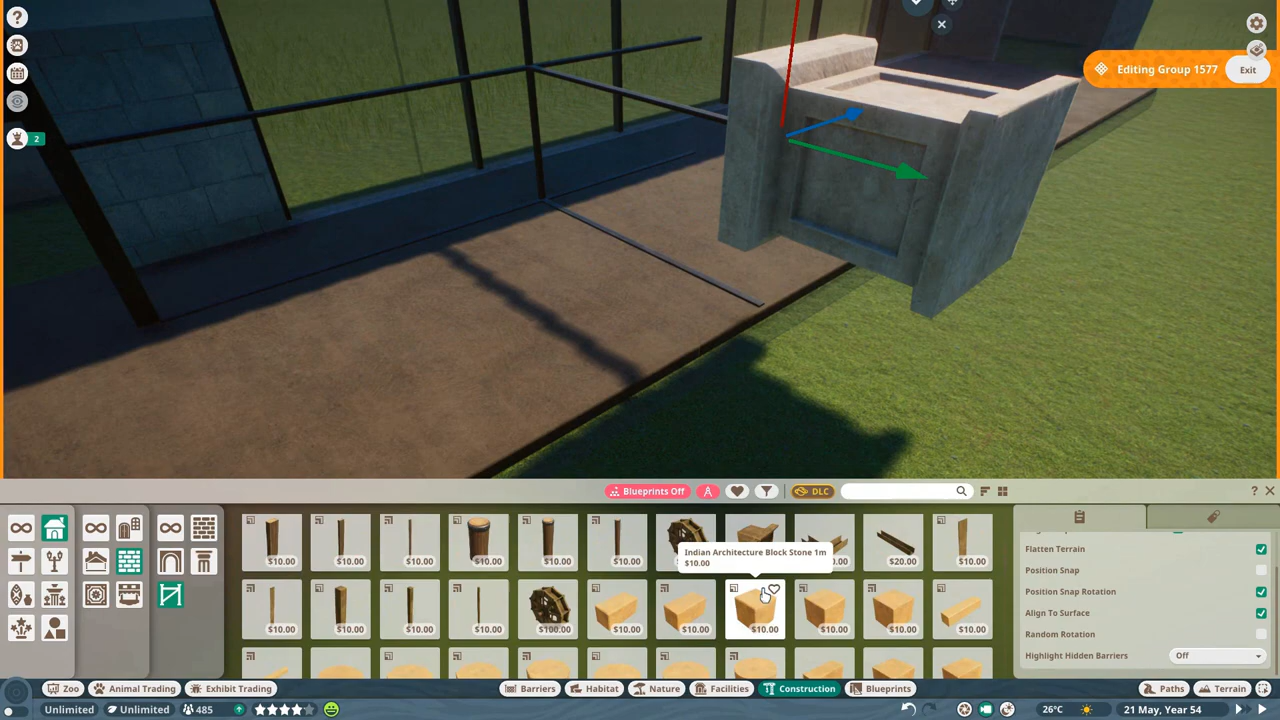 ?
Editing Group 1577
Exit
2
Blueprints Off
DLC
? ×
Indian Architecture Block Stone 1m
$10.00
$10.00 $10.00 $10.00 $10.00 $10.00 $10.00 $20.00 $10.00
$10.00 $10.00 $10.00 $10.00 $100.00 $10.00 $10.00 $10.00 $10.00 $10.00 $10.00
Flatten Terrain
Position Snap
Position Snap Rotation
Align To Surface
Random Rotation
Highlight Hidden Barriers Off
Zoo Animal Trading Exhibit Trading Barriers Habitat Nature Facilities Construction Blueprints Paths Terrain
Unlimited Unlimited 485 26°C 21 May, Year 54